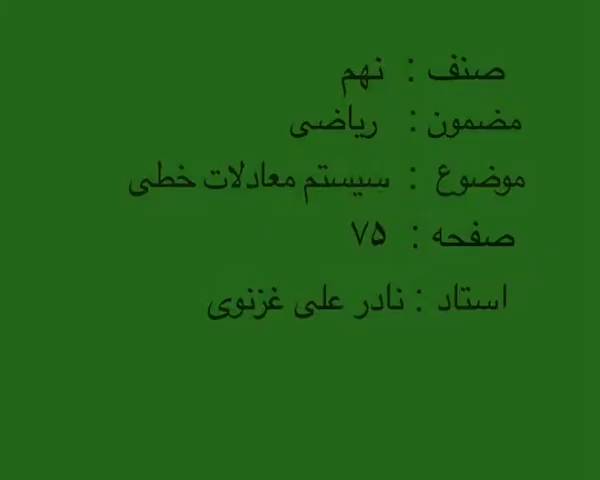 صنف : نهم
مضمون : ریاضی
موضوع : سیستم معادلات خطی
صفحه : ۷۵
استاد : نادر علی غزنوی